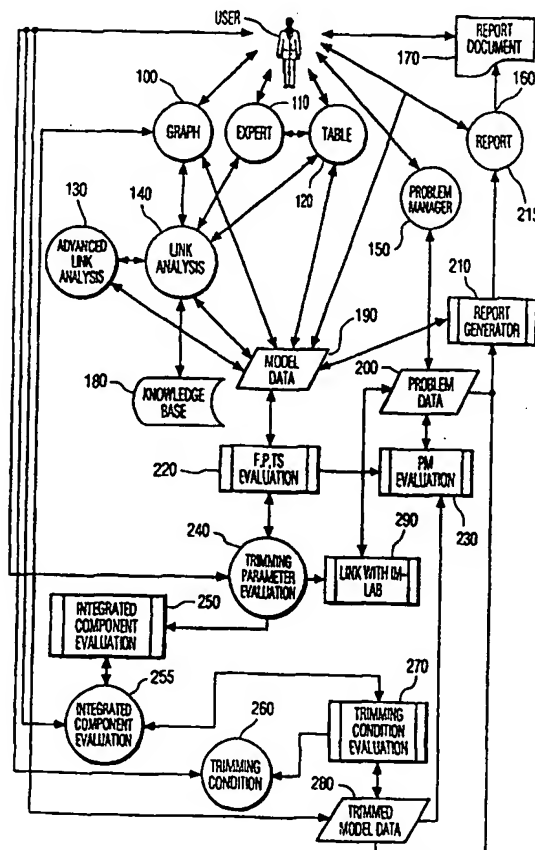 USER
REPORT
DOCUMENT
170
160
100
GRAPH
110
EXPERT
TABLE
120
REPORT
215
130
ADVANCED
LINK
ANALYSIS
140
LINK
ANALYSIS
PROBLEM
MANAGER
150
210
REPORT
GENERATOR
190
MODEL
DATA
180
KNOWLEDGE
BASE
200
PROBLEM
DATA
220
F,P,TS
EVALUATION
PM
EVALUATION
230
240
TRIMMING
PARAMETER
EVALUATION
290
LINK WITH IM-
LAB
250
INTEGRATED
COMPONENT
EVALUATION
255
INTEGRATED
COMPONENT
EVALUATION
260
TRIMMING
CONDITION
270
TRIMMING
CONDITION
EVALUATION
280
TRIMMED
MODEL DATA